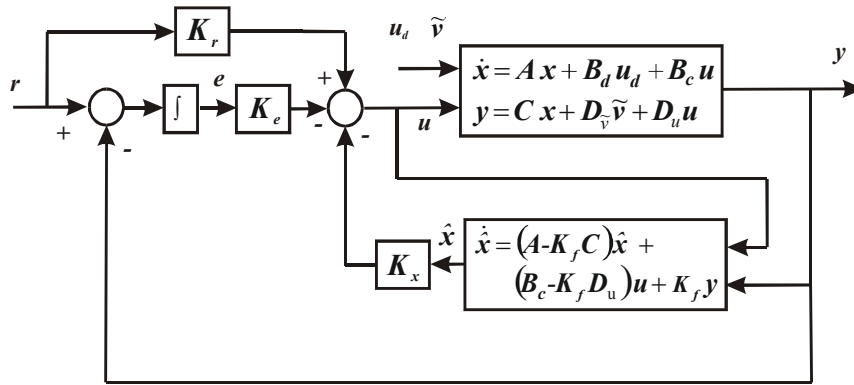 K_r
u_d ṽ
r
+
-
∫
e
K_e
+
-
-
u
ẋ = A x + B_d u_d + B_c u
y = C x + D_ṽ ṽ + D_u u
y
K_x
x̂
x̂̇ = (A-K_f C) x̂ +
(B_c-K_f D_u) u + K_f y